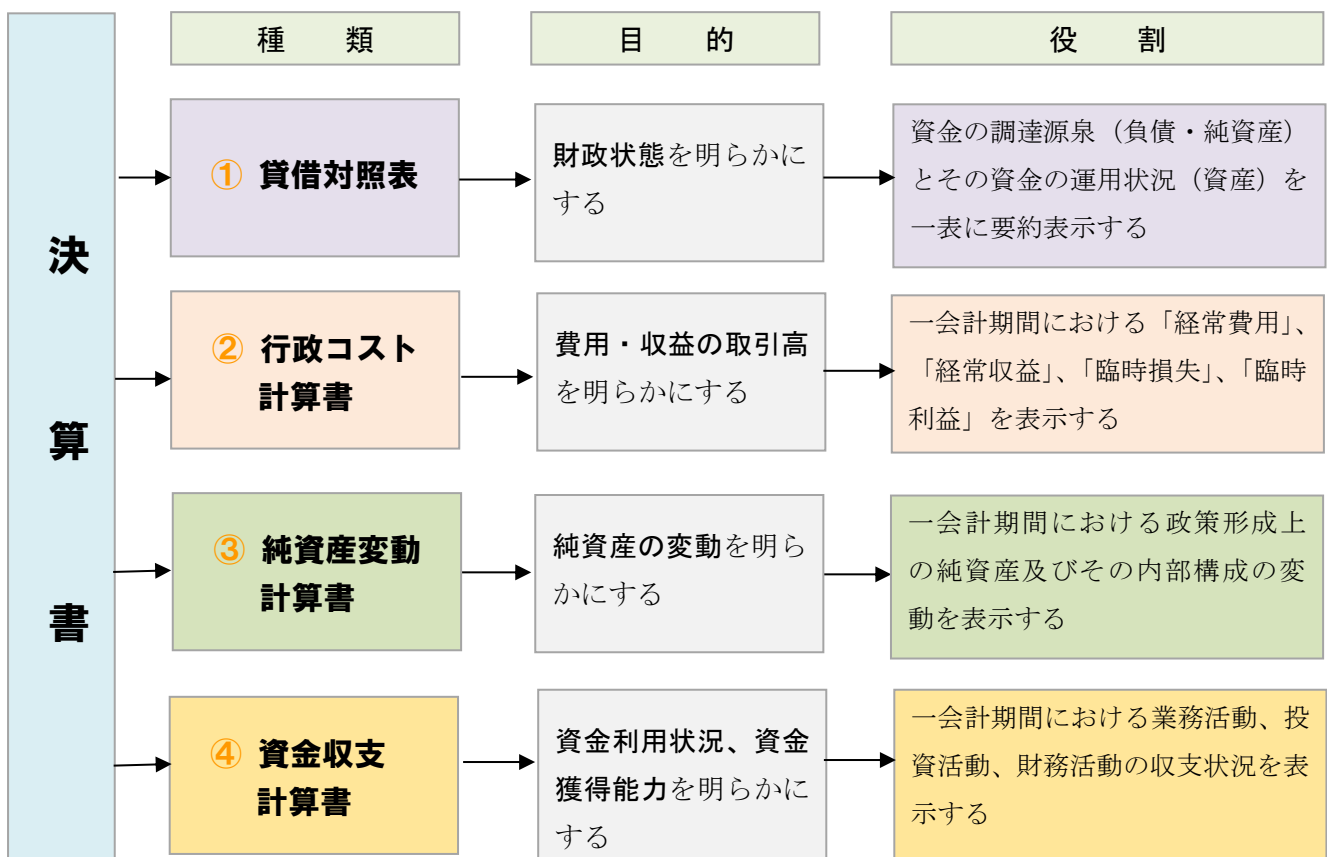 決算書
種類
目的
役割
① 貸借対照表
財政状態を明らかに
する
資金の調達源泉（負債・純資産）
とその資金の運用状況（資産）を
一表に要約表示する
② 行政コスト
計算書
費用・収益の取引高
を明らかにする
一会計期間における「経常費用」、
「経常収益」、「臨時損失」、「臨時
利益」を表示する
③ 純資産変動
計算書
純資産の変動を明ら
かにする
一会計期間における政策形成上
の純資産及びその内部構成の変
動を表示する
④ 資金収支
計算書
資金利用状況、資金
獲得能力を明らかに
する
一会計期間における業務活動、投
資活動、財務活動の収支状況を表
示する